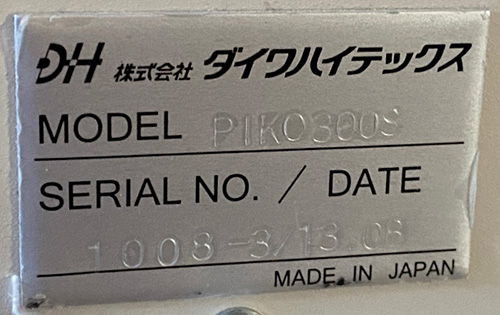 DH 株式会社 ダイワハイテックス
MODEL PIKO300S
SERIAL NO. / DATE
1008-3/13.08
MADE IN JAPAN